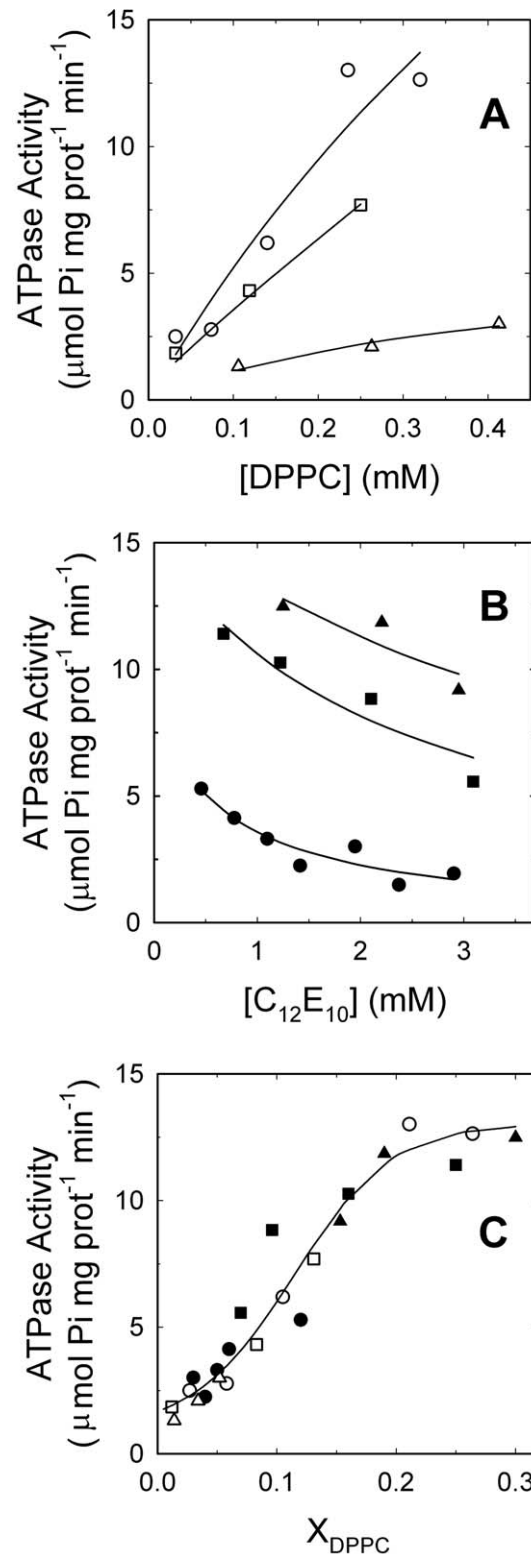 15
10
5
0
ATPase Activity
(μmol Pi mg prot⁻¹ min⁻¹)
A
0.0 0.1 0.2 0.3 0.4
[DPPC] (mM)
15
10
5
0
ATPase Activity
(μmol Pi mg prot⁻¹ min⁻¹)
B
0 1 2 3
[C₁₂E₁₀] (mM)
15
10
5
0
ATPase Activity
( μmol Pi mg prot⁻¹ min⁻¹)
C
0.0 0.1 0.2 0.3
X_DPPC